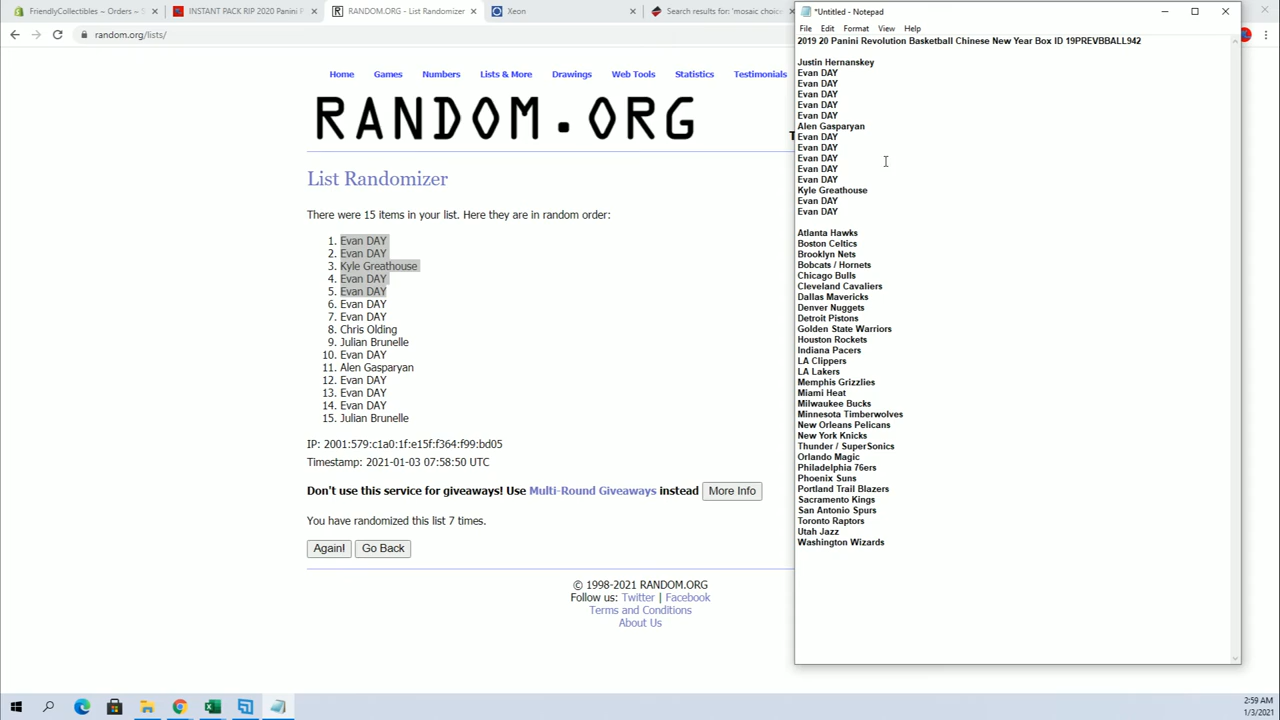 FriendlyCollectibles ~ Orders ~ S
INSTANT PACK RIP 2020 Panini P
RANDOM.ORG - List Randomizer
Xeon
Search results for: 'mosaic choice
random.org/lists/
Home
Games
Numbers
Lists & More
Drawings
Web Tools
Statistics
Testimonials
RANDOM.ORG
List Randomizer
There were 15 items in your list. Here they are in random order:
1. Evan DAY
2. Evan DAY
3. Kyle Greathouse
4. Evan DAY
5. Evan DAY
6. Evan DAY
7. Evan DAY
8. Chris Olding
9. Julian Brunelle
10. Evan DAY
11. Alen Gasparyan
12. Evan DAY
13. Evan DAY
14. Evan DAY
15. Julian Brunelle
IP: 2001:579:c1a0:1f:e15f:f364:f99:bd05
Timestamp: 2021-01-03 07:58:50 UTC
Don't use this service for giveaways! Use Multi-Round Giveaways instead More Info
You have randomized this list 7 times.
Again! Go Back
© 1998-2021 RANDOM.ORG
Follow us: Twitter | Facebook
Terms and Conditions
About Us
*Untitled - Notepad
File Edit Format View Help
2019 20 Panini Revolution Basketball Chinese New Year Box ID 19PREVBBALL942
Justin Hernanskey
Evan DAY
Evan DAY
Evan DAY
Evan DAY
Evan DAY
Alen Gasparyan
Evan DAY
Evan DAY
Evan DAY
Evan DAY
Evan DAY
Kyle Greathouse
Evan DAY
Evan DAY
Atlanta Hawks
Boston Celtics
Brooklyn Nets
Bobcats / Hornets
Chicago Bulls
Cleveland Cavaliers
Dallas Mavericks
Denver Nuggets
Detroit Pistons
Golden State Warriors
Houston Rockets
Indiana Pacers
LA Clippers
LA Lakers
Memphis Grizzlies
Miami Heat
Milwaukee Bucks
Minnesota Timberwolves
New Orleans Pelicans
New York Knicks
Thunder / SuperSonics
Orlando Magic
Philadelphia 76ers
Phoenix Suns
Portland Trail Blazers
Sacramento Kings
San Antonio Spurs
Toronto Raptors
Utah Jazz
Washington Wizards
2:59 AM
1/3/2021